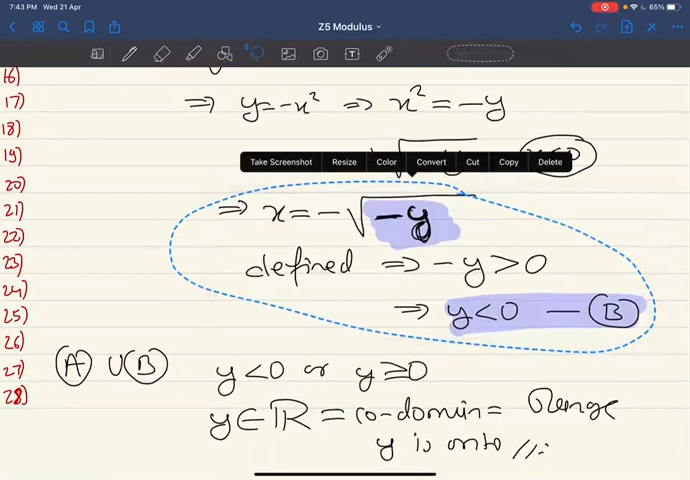 7:43 PM Wed 21 Apr
65%
Z5 Modulus
16)
17) ⇒ y=-x² ⇒ x² = -y
18)
19)
Take Screenshot Resize Color Convert Cut Copy Delete
20)
21) ⇒ x = -√-y
22)
23) defined ⇒ -y > 0
24)
25) ⇒ y<0 — (B)
26)
27) (A) ∪ (B) y<0 or y≥0
28) y∈ℝ = co-domain = Range
y is onto //